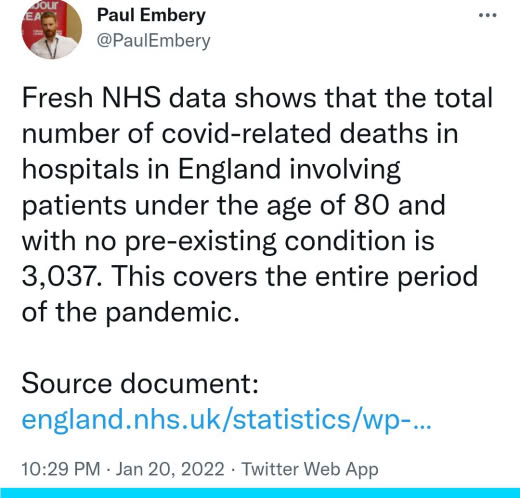 Paul Embery
@PaulEmbery
Fresh NHS data shows that the total
number of covid-related deaths in
hospitals in England involving
patients under the age of 80 and
with no pre-existing condition is
3,037. This covers the entire period
of the pandemic.
Source document:
england.nhs.uk/statistics/wp-...
10:29 PM · Jan 20, 2022 · Twitter Web App